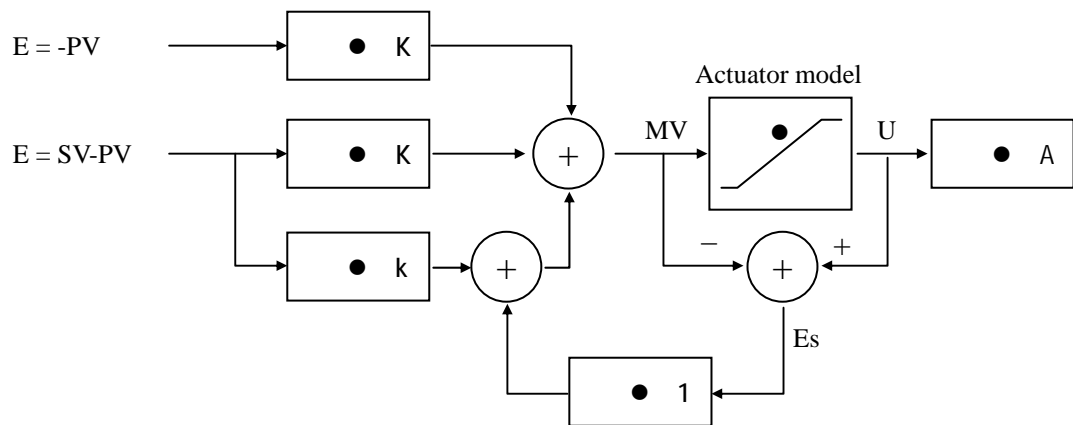 E = -PV
● K
Actuator model
E = SV-PV
● K
+
MV
●
U
● A
● k
+
−
+
+
Es
● 1